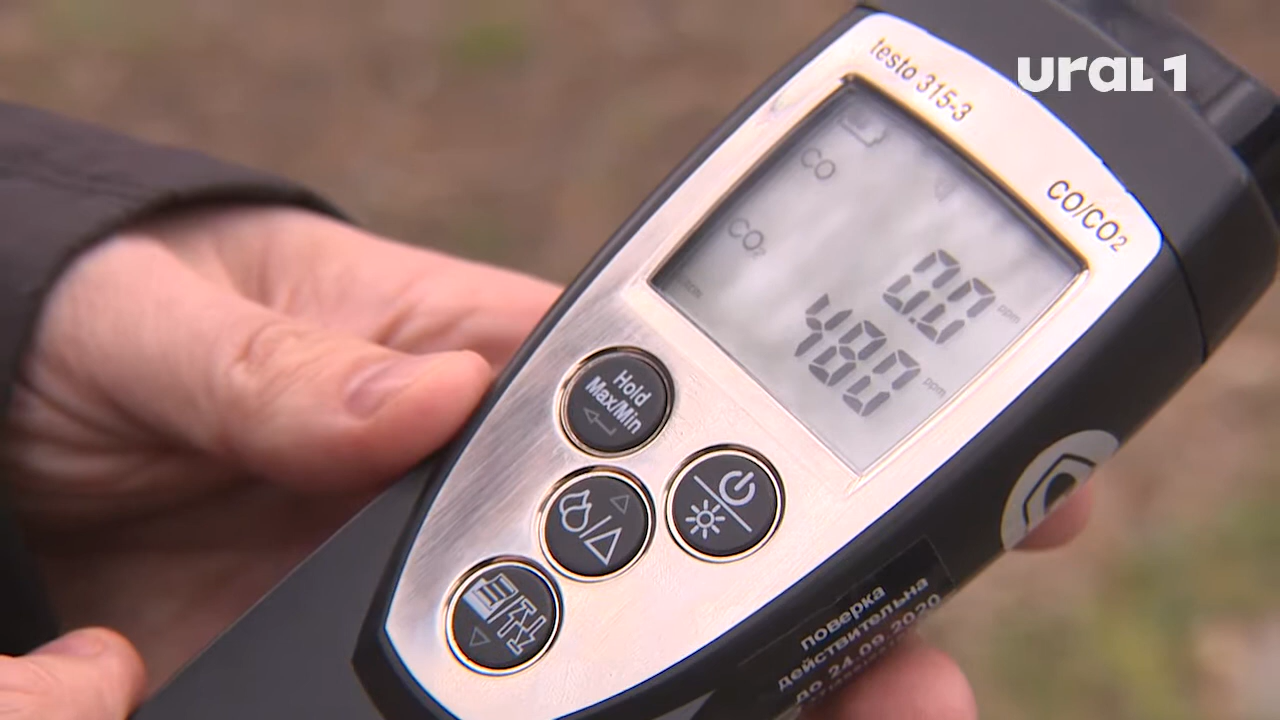 ural 1
testo 315-3
CO/CO₂
CO
0.0 ppm
CO₂
480 ppm
Hold
Max/Min
поверка
действительна
до 24.09.2020